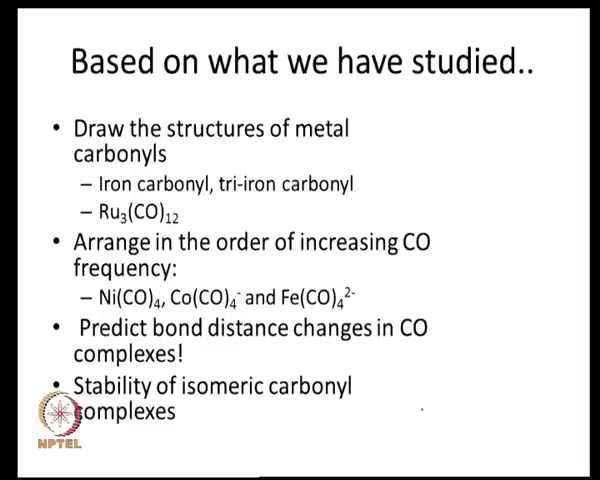 Based on what we have studied..
• Draw the structures of metal
carbonyls
– Iron carbonyl, tri-iron carbonyl
– Ru₃(CO)₁₂
• Arrange in the order of increasing CO
frequency:
– Ni(CO)₄, Co(CO)₄⁻ and Fe(CO)₄²⁻
• Predict bond distance changes in CO
complexes!
• Stability of isomeric carbonyl
complexes
NPTEL